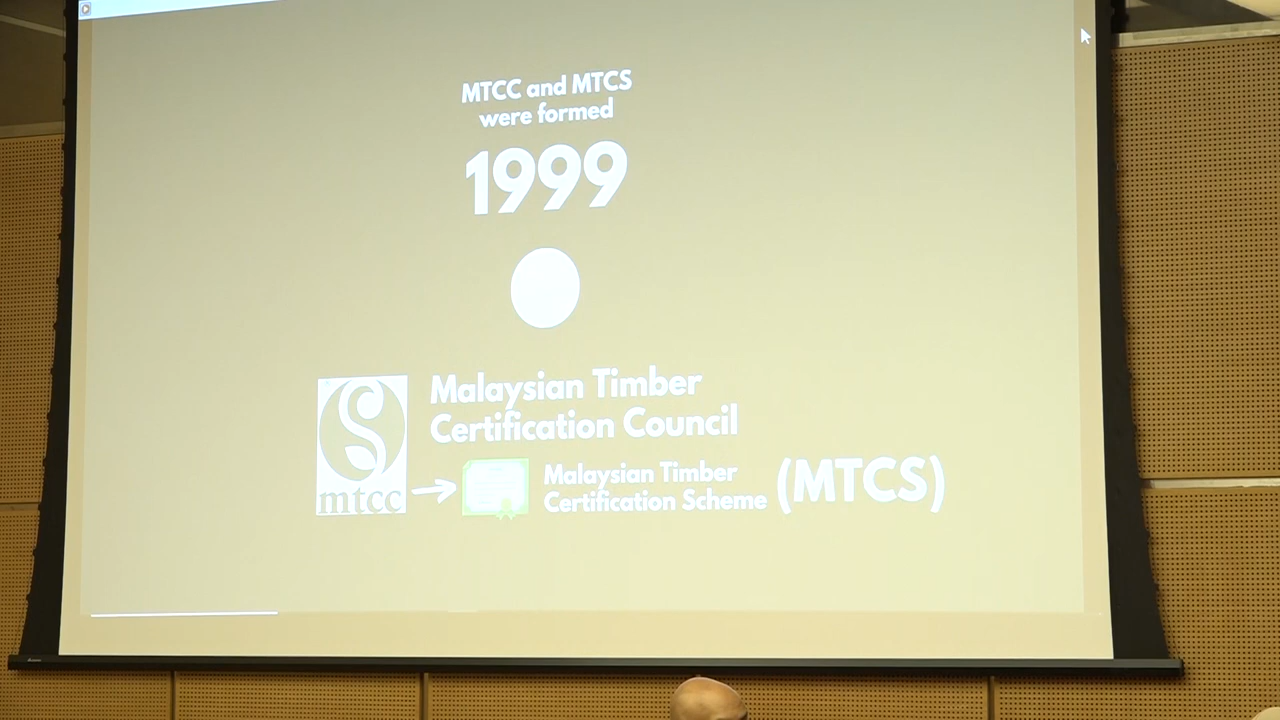 MTCC and MTCS
were formed
1999
Malaysian Timber
Certification Council
mtcc
Malaysian Timber
Certification Scheme (MTCS)